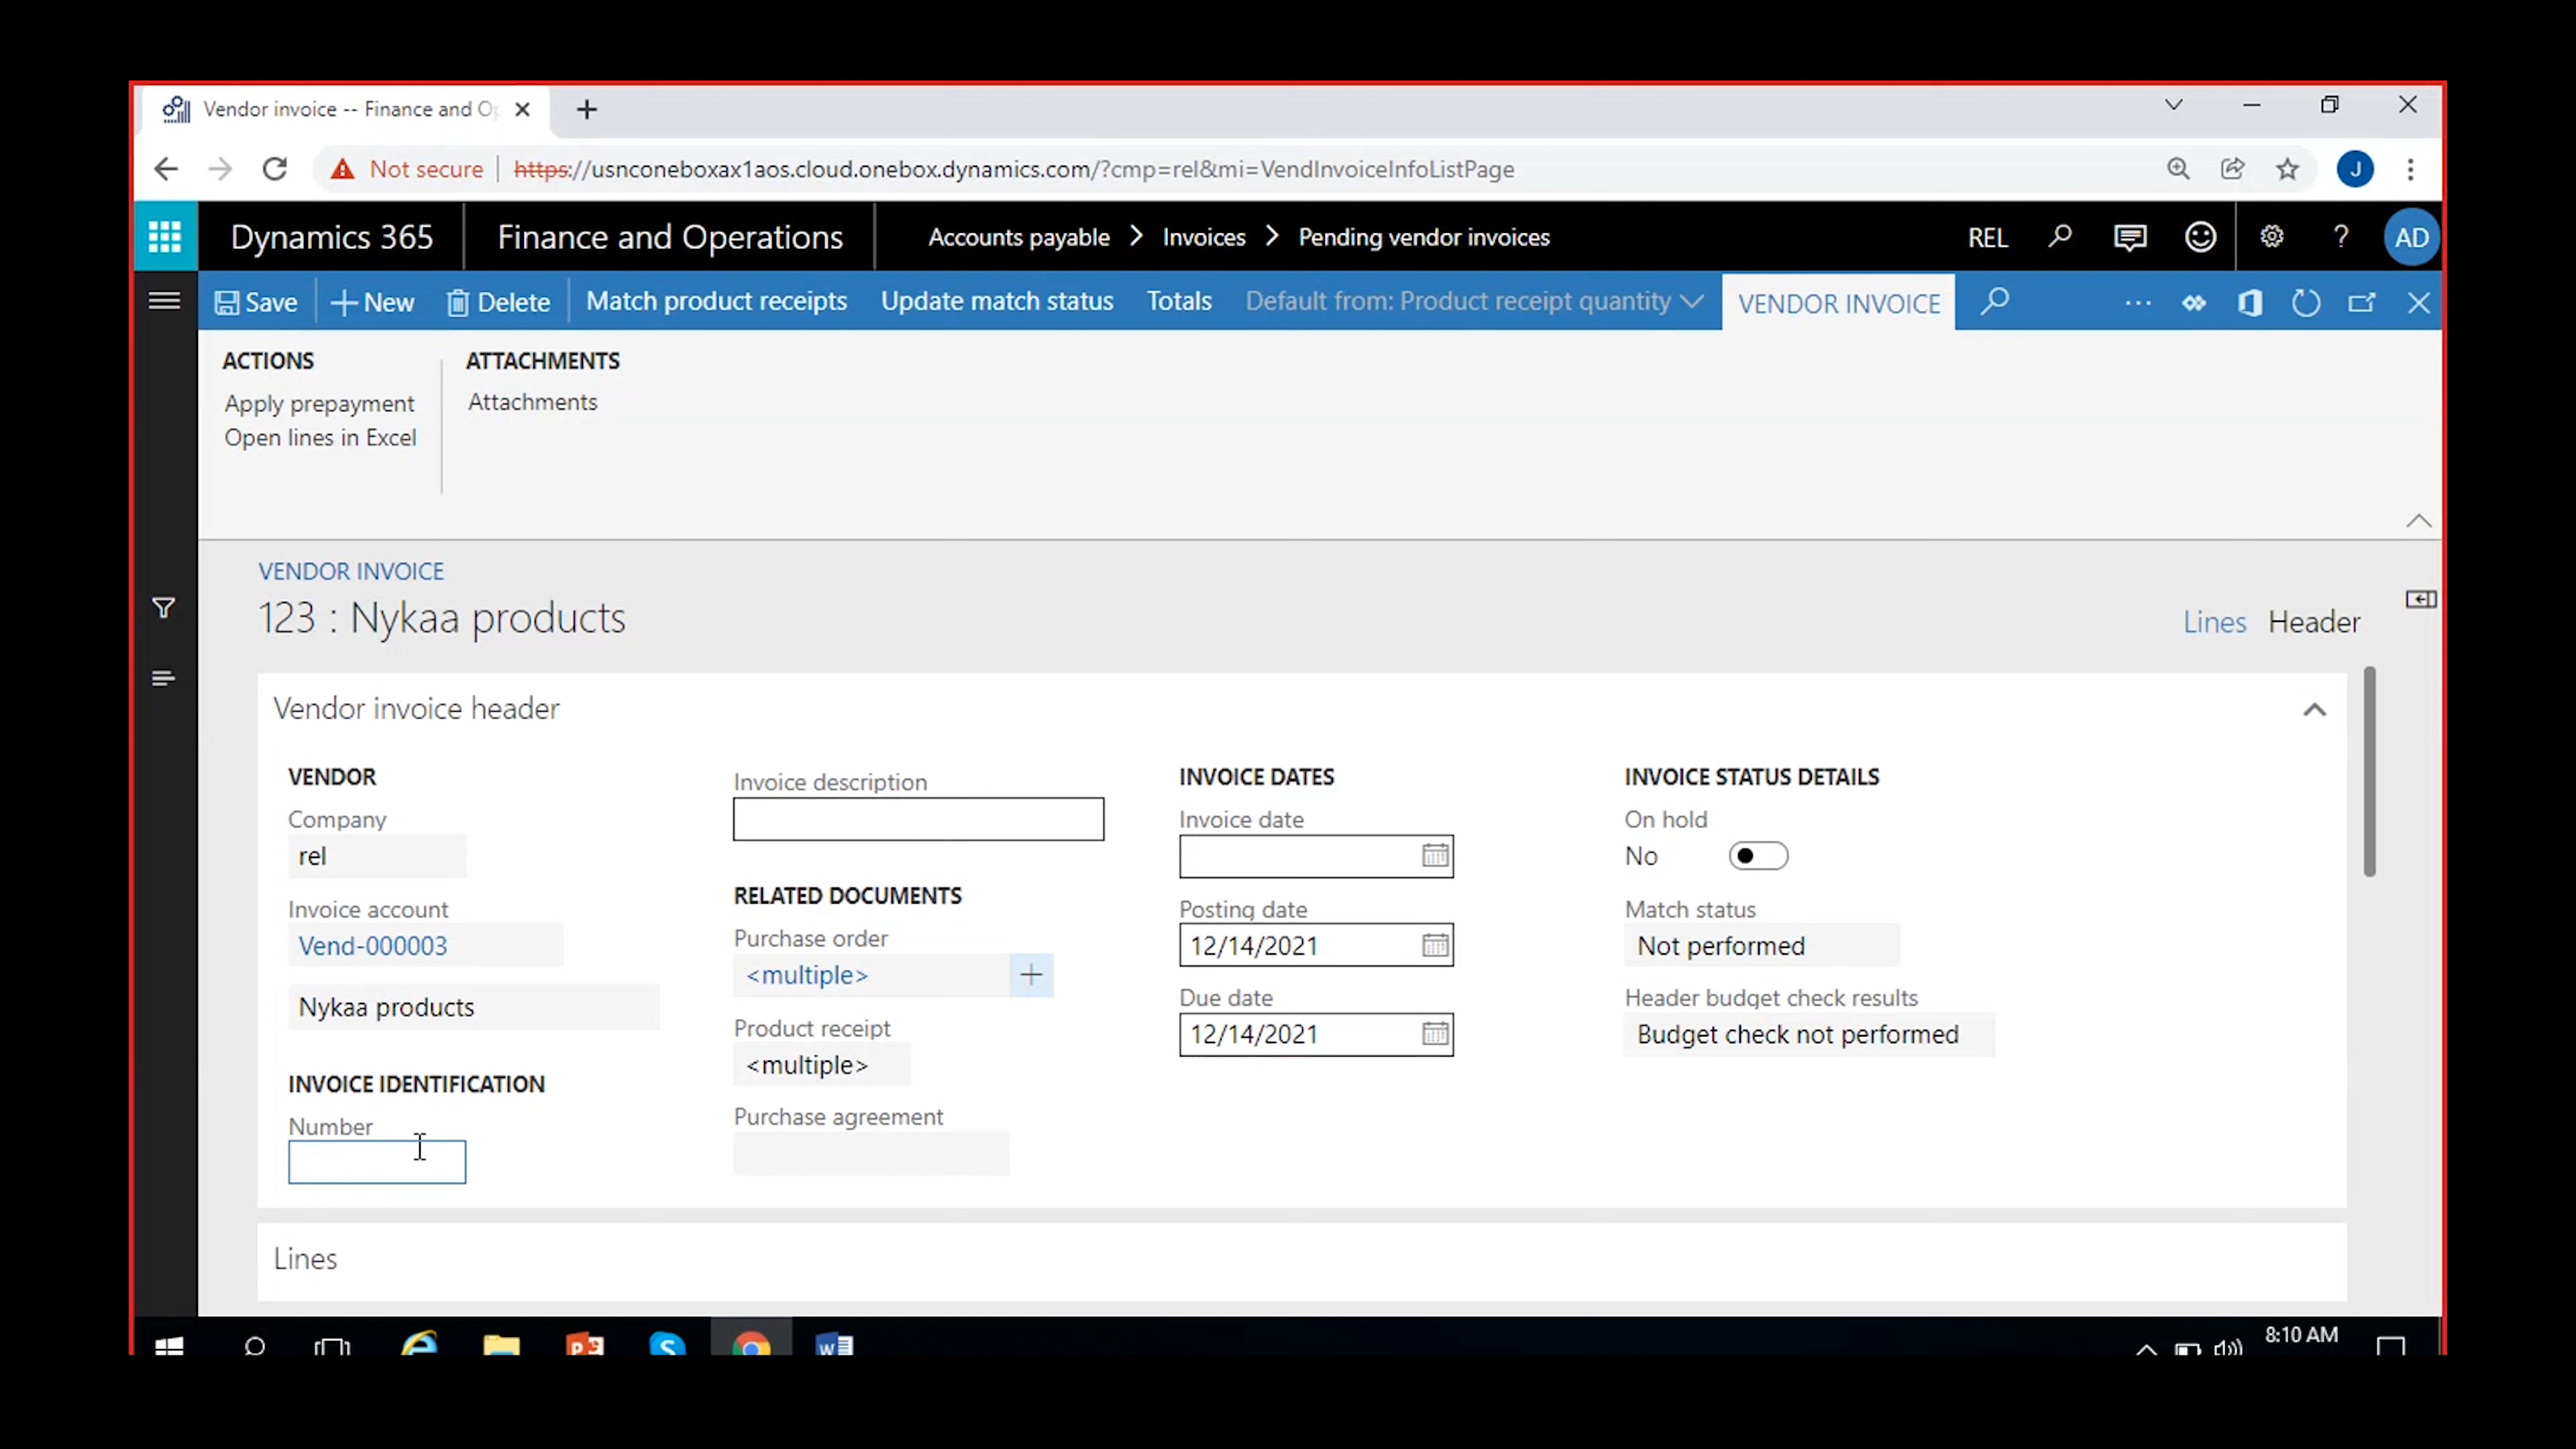 Vendor invoice -- Finance and Op
Not secure
https://usnconeboxax1aos.cloud.onebox.dynamics.com/?cmp=rel&mi=VendInvoiceInfoListPage
J
Dynamics 365
Finance and Operations
Accounts payable > Invoices > Pending vendor invoices
REL
?
AD
Save
New
Delete
Match product receipts
Update match status
Totals
Default from: Product receipt quantity
VENDOR INVOICE
...
ACTIONS
Apply prepayment
Open lines in Excel
ATTACHMENTS
Attachments
VENDOR INVOICE
123 : Nykaa products
Lines
Header
Vendor invoice header
VENDOR
Company
rel
Invoice account
Vend-000003
Nykaa products
INVOICE IDENTIFICATION
Number
Invoice description
RELATED DOCUMENTS
Purchase order
<multiple>
Product receipt
<multiple>
Purchase agreement
INVOICE DATES
Invoice date
Posting date
12/14/2021
Due date
12/14/2021
INVOICE STATUS DETAILS
On hold
No
Match status
Not performed
Header budget check results
Budget check not performed
Lines
8:10 AM